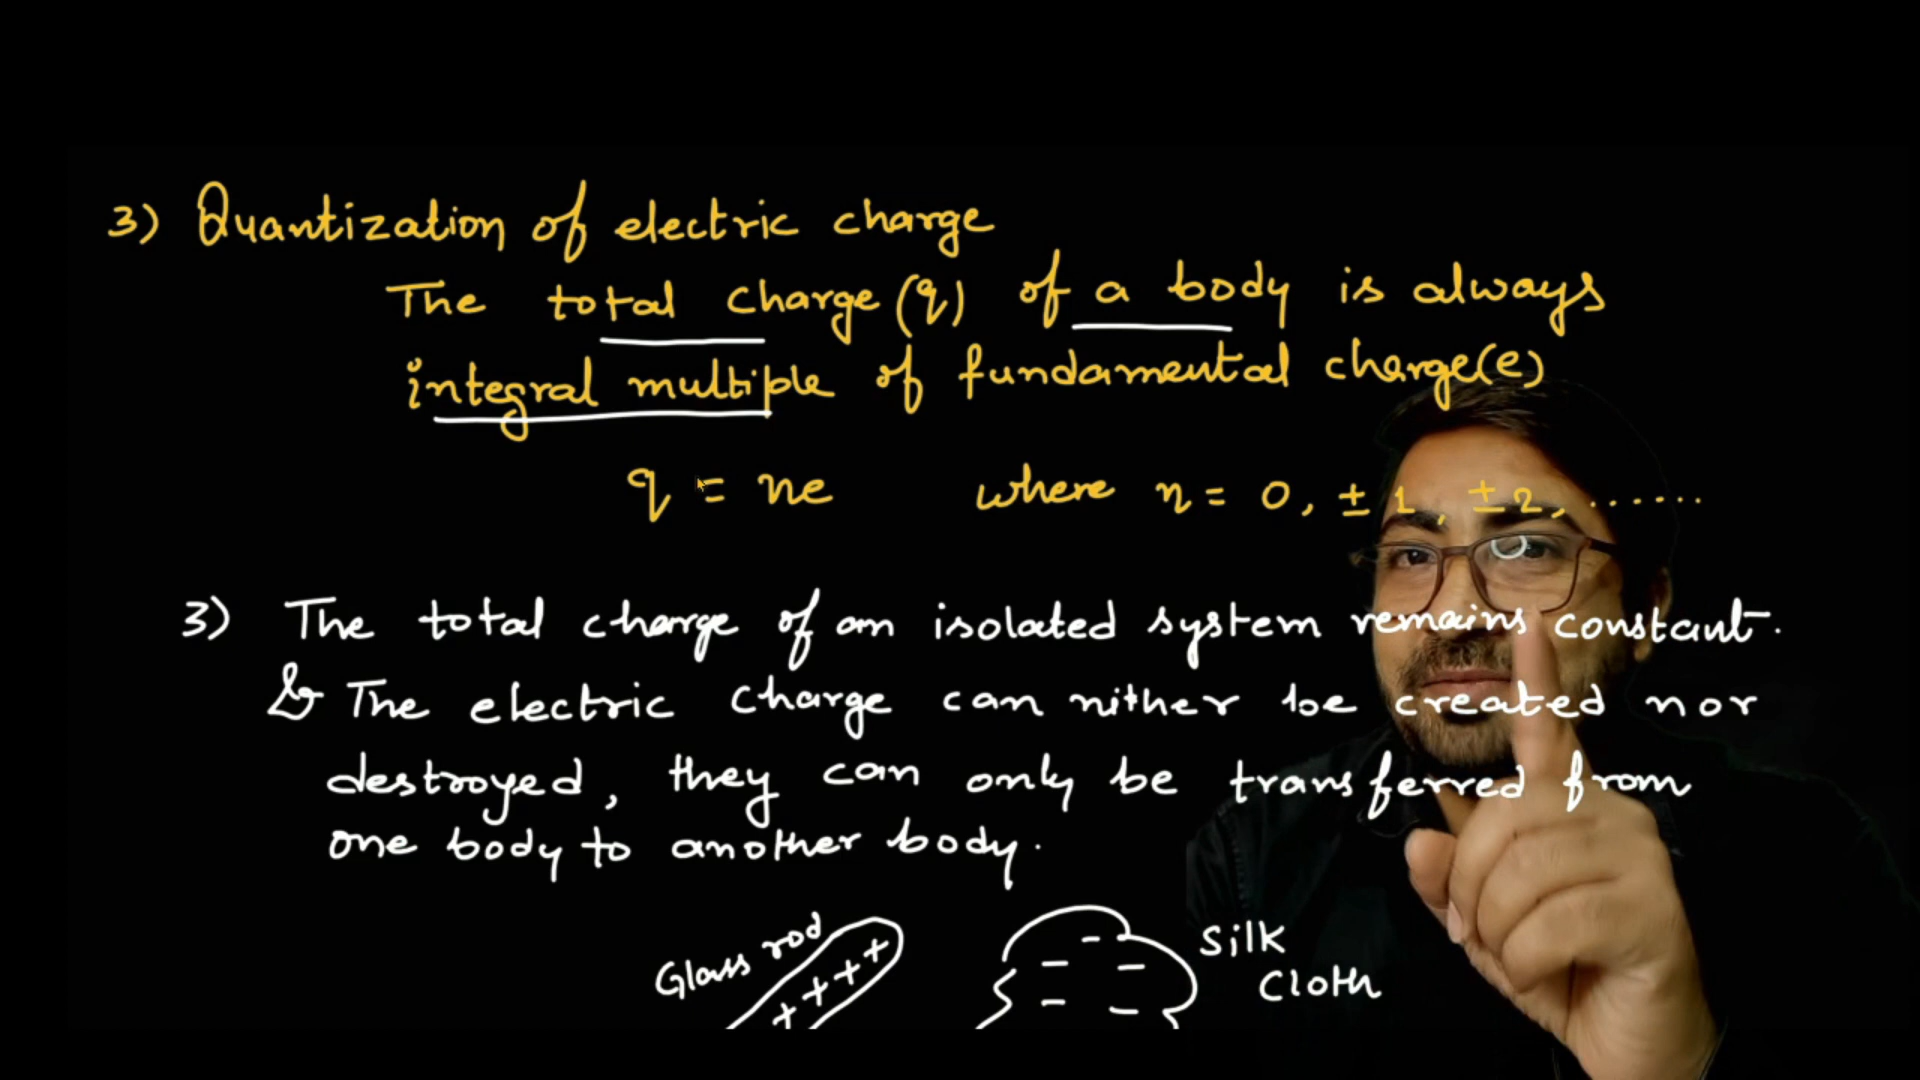 3) Quantization of electric charge
The total charge (q) of a body is always
integral multiple of fundamental charge(e)
q = ne where n = 0, ± 1, ± 2, ......
3) The total charge of an isolated system remains constant.
& The electric charge can nither be created nor
destroyed, they can only be transferred from
one body to another body.
Glass rod
++++
Silk
Cloth